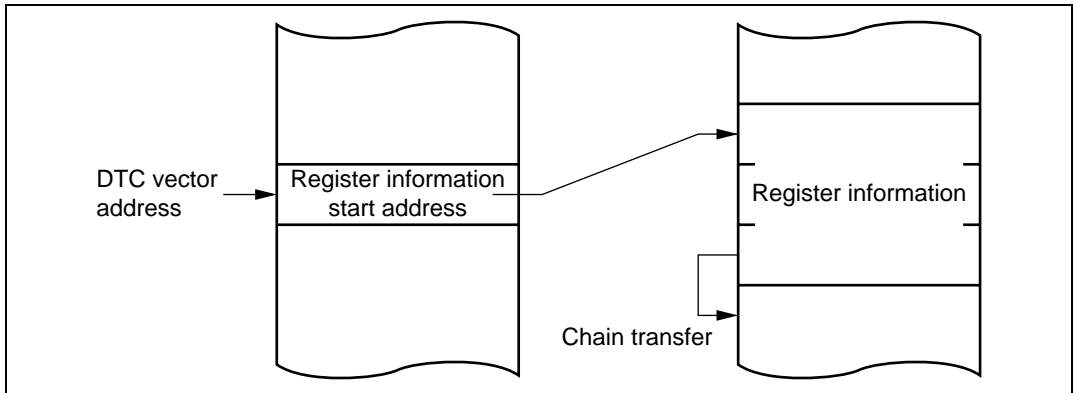 DTC vector
address
Register information
start address
Register information
Chain transfer